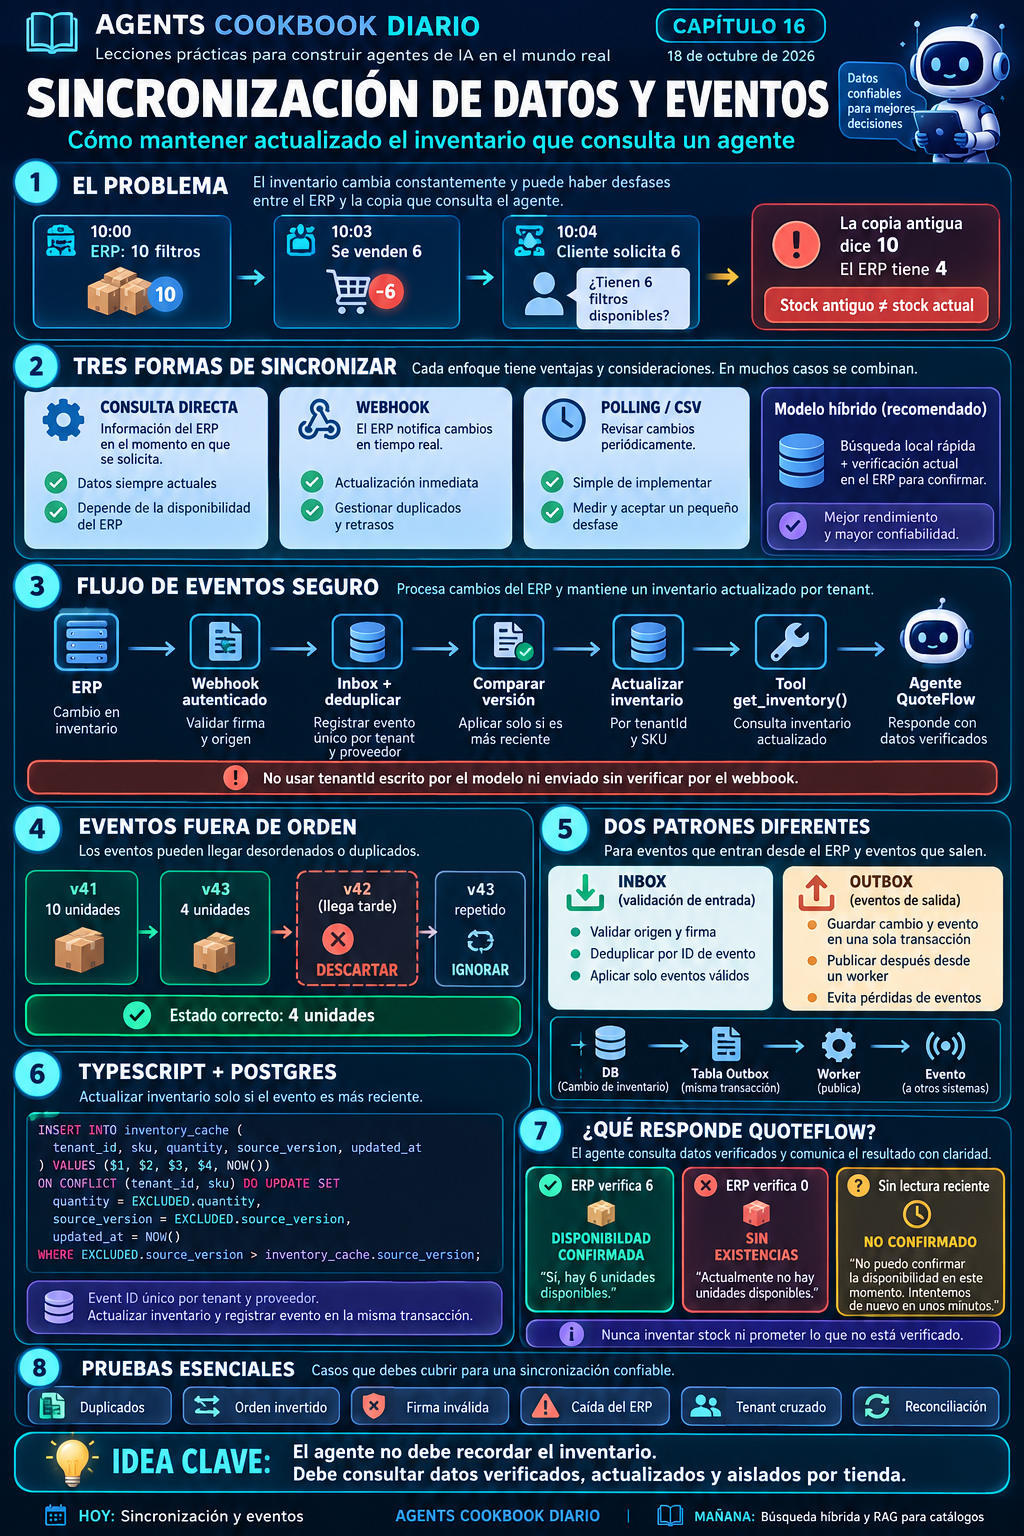 AGENTS COOKBOOK DIARIO
Lecciones prácticas para construir agentes de IA en el mundo real
CAPÍTULO 16
18 de octubre de 2026
Datos
confiables
para mejores
decisiones
SINCRONIZACIÓN DE DATOS Y EVENTOS
Cómo mantener actualizado el inventario que consulta un agente
1
EL PROBLEMA
El inventario cambia constantemente y puede haber desfases
entre el ERP y la copia que consulta el agente.
10:00
ERP: 10 filtros
10
10:03
Se venden 6
-6
10:04
Cliente solicita 6
¿Tienen 6
filtros
disponibles?
!
La copia antigua
dice 10
El ERP tiene 4
Stock antiguo ≠ stock actual
2
TRES FORMAS DE SINCRONIZAR
Cada enfoque tiene ventajas y consideraciones. En muchos casos se combinan.
CONSULTA DIRECTA
Información del ERP
en el momento en que
se solicita.
Datos siempre actuales
Depende de la disponibilidad
del ERP
WEBHOOK
El ERP notifica cambios
en tiempo real.
Actualización inmediata
Gestionar duplicados
y retrasos
POLLING / CSV
Revisar cambios
periódicamente.
Simple de implementar
Medir y aceptar un pequeño
desfase
Modelo híbrido (recomendado)
Búsqueda local rápida
+ verificación actual
en el ERP para confirmar.
Mejor rendimiento
y mayor confiabilidad.
3
FLUJO DE EVENTOS SEGURO
Procesa cambios del ERP y mantiene un inventario actualizado por tenant.
ERP
Cambio en
inventario
Webhook
autenticado
Validar firma
y origen
Inbox +
deduplicar
Registrar evento
único por tenant
y proveedor
Comparar
versión
Aplicar solo si es
más reciente
Actualizar
inventario
Por tenantId
y SKU
Tool
get_inventory()
Consulta inventario
actualizado
Agente
QuoteFlow
Responde con
datos verificados
!
No usar tenantId escrito por el modelo ni enviado sin verificar por el webbook.
4
EVENTOS FUERA DE ORDEN
Los eventos pueden llegar desordenados o duplicados.
v41
10 unidades
v43
4 unidades
v42
(llega tarde)
DESCARTAR
v43
repetido
IGNORAR
Estado correcto: 4 unidades
5
DOS PATRONES DIFERENTES
Para eventos que entran desde el ERP y eventos que salen.
INBOX
(validación de entrada)
Validar origen y firma
Deduplicar por ID de evento
Aplicar solo eventos válidos
OUTBOX
(eventos de salida)
Guardar cambio y evento
en una sola transacción
Publicar después desde
un worker
Evita pérdidas de eventos
DB
(Cambio de inventario)
Tabla Outbox
(misma transacción)
Worker
(publica)
Evento
(a otros sistemas)
6
TYPESCRIPT + POSTGRES
Actualizar inventario solo si el evento es más reciente.
INSERT INTO inventory_cache (
tenant_id, sku, quantity, source_version, updated_at
) VALUES ($1, $2, $3, $4, NOW())
ON CONFLICT (tenant_id, sku) DO UPDATE SET
quantity = EXCLUDED.quantity,
source_version = EXCLUDED.source_version,
updated_at = NOW()
WHERE EXCLUDED.source_version > inventory_cache.source_version;
Event ID único por tenant y proveedor.
Actualizar inventario y registrar evento en la misma transacción.
7
¿QUÉ RESPONDE QUOTEFLOW?
El agente consulta datos verificados y comunica el resultado con claridad.
ERP verifica 6
DISPONIBILDAD
CONFIRMADA
"Sí, hay 6 unidades
disponibles."
ERP verifica 0
SIN
EXISTENCIAS
"Actualmente no hay
unidades disponibles."
?
Sin lectura reciente
NO CONFIRMADO
"No puedo confirmar
la disponibilidad en este
momento. Intentemos
de nuevo en unos minutos."
i
Nunca inventar stock ni prometer lo que no está verificado.
8
PRUEBAS ESENCIALES
Casos que debes cubrir para una sincronización confiable.
Duplicados
Orden invertido
Firma inválida
Caída del ERP
Tenant cruzado
Reconciliación
IDEA CLAVE:
El agente no debe recordar el inventario.
Debe consultar datos verificados, actualizados y aislados por tienda.
HOY: Sincronización y eventos
AGENTS COOKBOOK DIARIO
|
MAÑANA: Búsqueda híbrida y RAG para catálogos